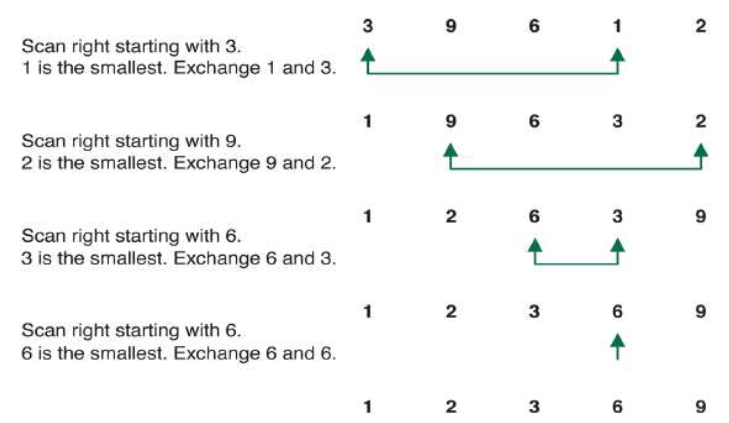 3 9 6 1 2
Scan right starting with 3.
1 is the smallest. Exchange 1 and 3.
1 9 6 3 2
Scan right starting with 9.
2 is the smallest. Exchange 9 and 2.
1 2 6 3 9
Scan right starting with 6.
3 is the smallest. Exchange 6 and 3.
1 2 3 6 9
Scan right starting with 6.
6 is the smallest. Exchange 6 and 6.
1 2 3 6 9